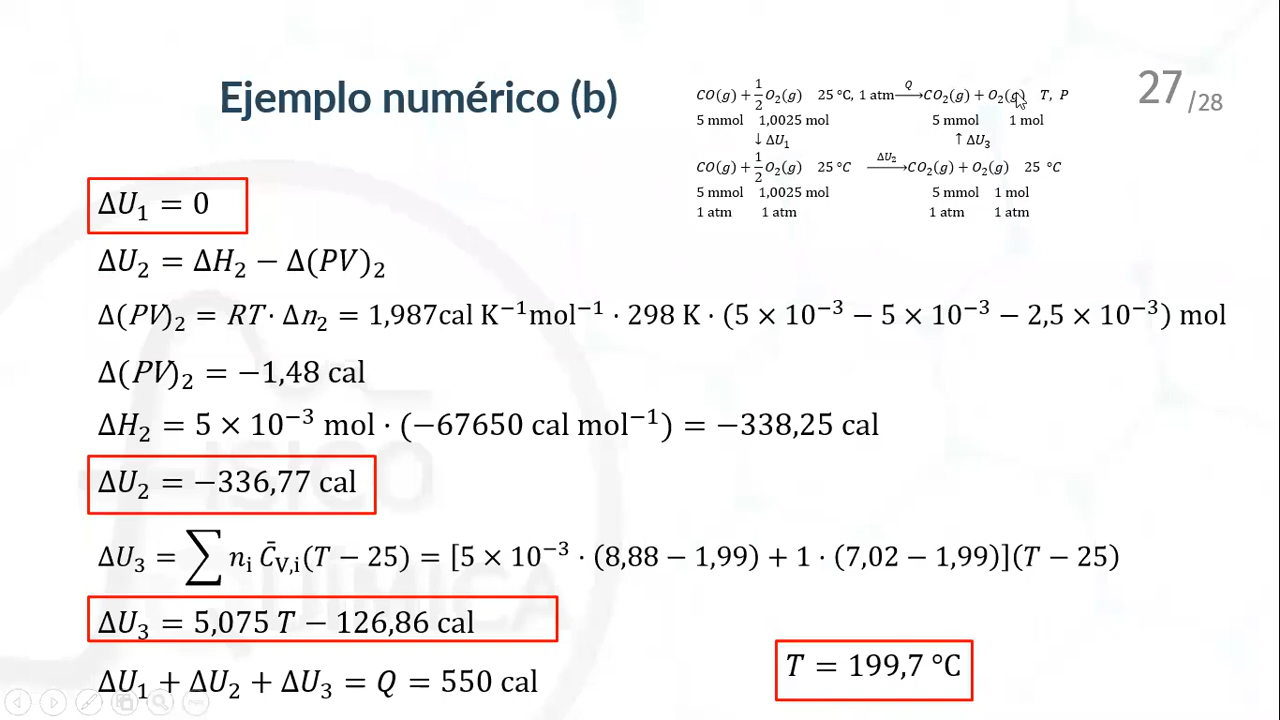 Ejemplo numérico (b)
27/28
CO(g) + 1/2 O₂(g) 25 °C, 1 atm —Q→ CO₂(g) + O₂(g) T, P
5 mmol 1,0025 mol 5 mmol 1 mol
↓ ΔU₁ ↑ ΔU₃
CO(g) + 1/2 O₂(g) 25 °C —ΔU₂→ CO₂(g) + O₂(g) 25 °C
5 mmol 1,0025 mol 5 mmol 1 mol
1 atm 1 atm 1 atm 1 atm
ΔU₁ = 0
ΔU₂ = ΔH₂ − Δ(PV)₂
Δ(PV)₂ = RT · Δn₂ = 1,987cal K⁻¹mol⁻¹ · 298 K · (5 × 10⁻³ − 5 × 10⁻³ − 2,5 × 10⁻³) mol
Δ(PV)₂ = −1,48 cal
ΔH₂ = 5 × 10⁻³ mol · (−67650 cal mol⁻¹) = −338,25 cal
ΔU₂ = −336,77 cal
ΔU₃ = ∑ nᵢ C̄V,i(T − 25) = [5 × 10⁻³ · (8,88 − 1,99) + 1 · (7,02 − 1,99)](T − 25)
ΔU₃ = 5,075 T − 126,86 cal
ΔU₁ + ΔU₂ + ΔU₃ = Q = 550 cal
T = 199,7 °C